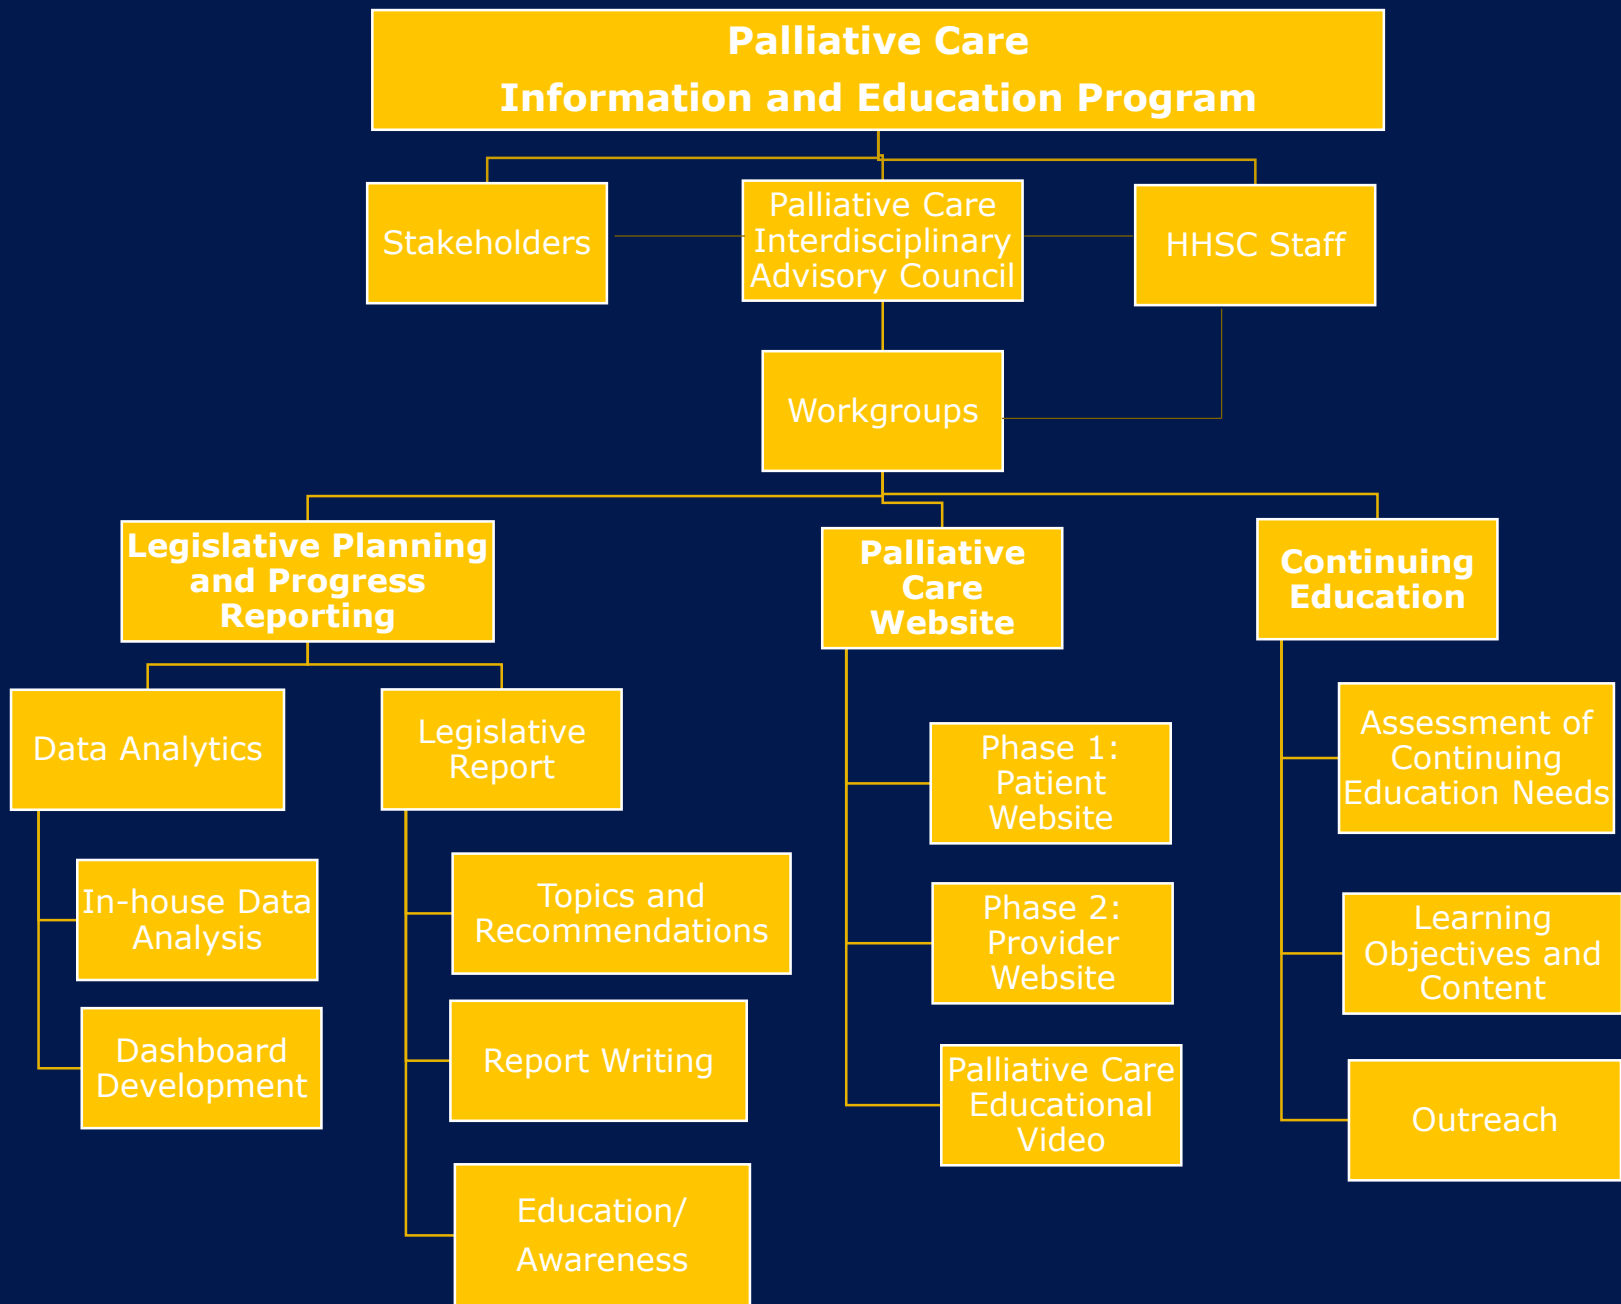 Palliative Care
Information and Education Program
Stakeholders
Palliative Care
Interdisciplinary
Advisory Council
HHSC Staff
Workgroups
Legislative Planning
and Progress
Reporting
Palliative
Care
Website
Continuing
Education
Data Analytics
Legislative
Report
In-house Data
Analysis
Dashboard
Development
Topics and
Recommendations
Report Writing
Education/
Awareness
Phase 1:
Patient
Website
Phase 2:
Provider
Website
Palliative Care
Educational
Video
Assessment of
Continuing
Education Needs
Learning
Objectives and
Content
Outreach